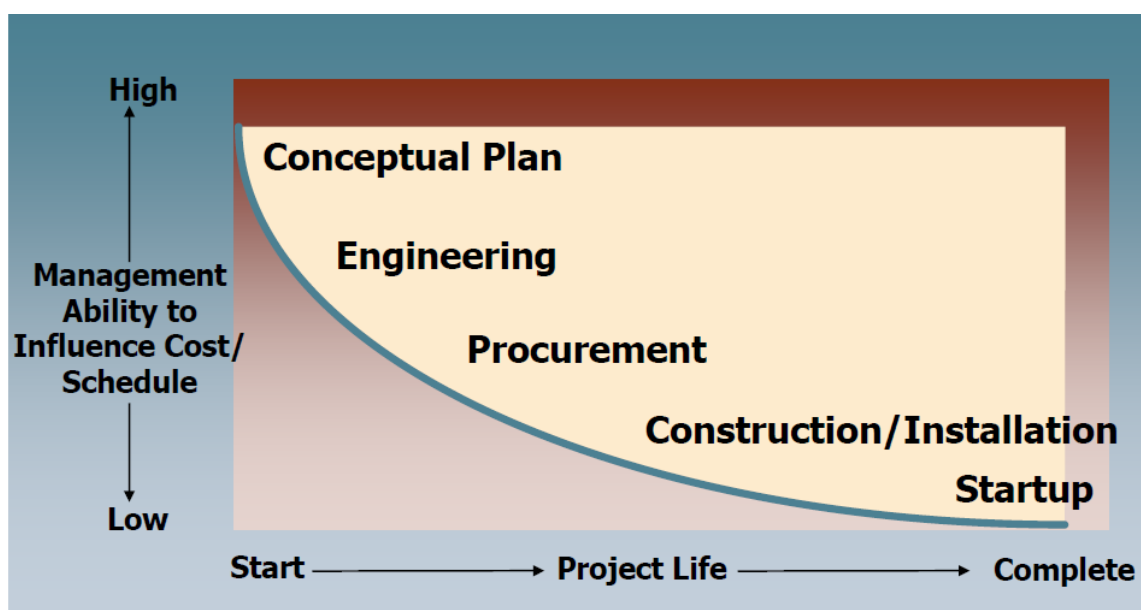 High
Conceptual Plan
Engineering
Management
Ability to
Influence Cost/
Schedule
Procurement
Construction/Installation
Startup
Low
Start
Project Life
Complete